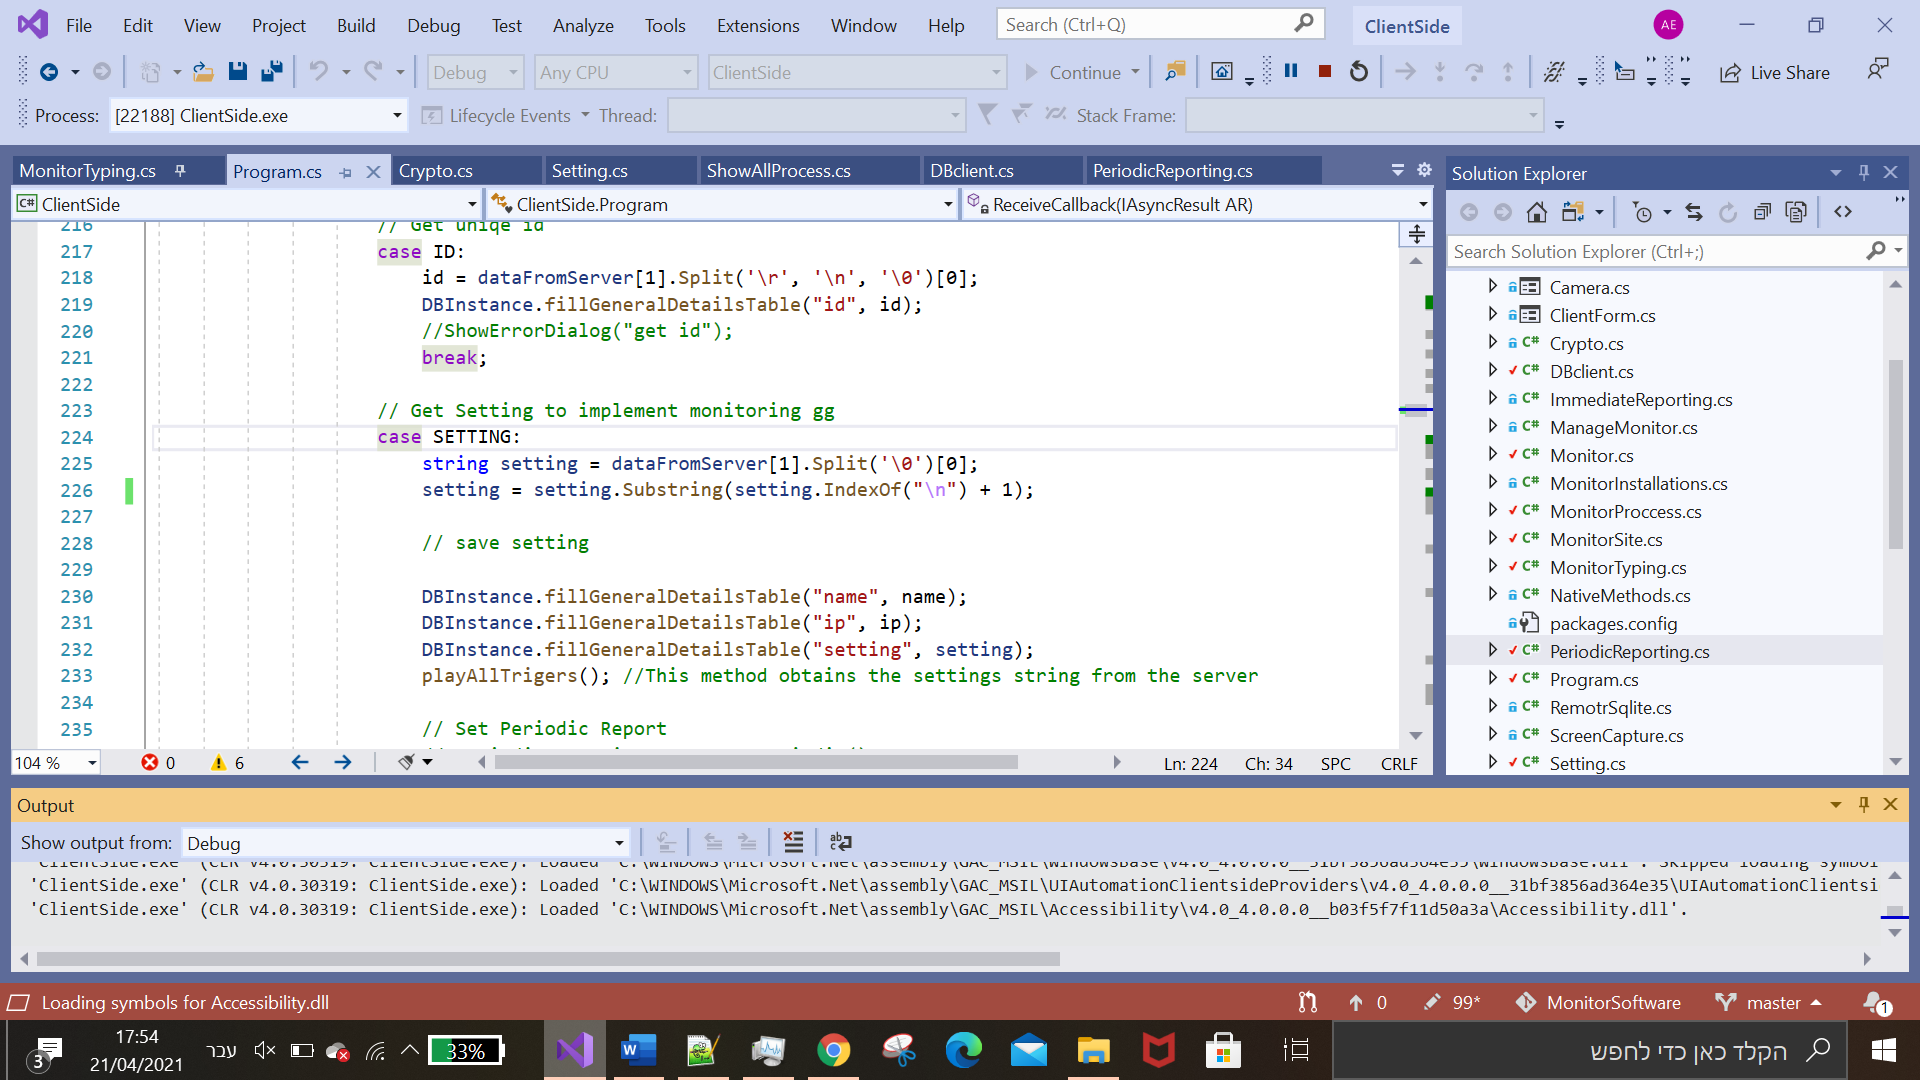 File Edit View Project Build Debug Test Analyze Tools Extensions Window Help Search (Ctrl+Q) ClientSide AE
Debug Any CPU ClientSide Continue Live Share
Process: [22188] ClientSide.exe Lifecycle Events Thread: Stack Frame:
MonitorTyping.cs Program.cs Crypto.cs Setting.cs ShowAllProcess.cs DBclient.cs PeriodicReporting.cs
C# ClientSide ClientSide.Program ReceiveCallback(IAsyncResult AR)
216 // Get uniqe id
217 case ID:
218 id = dataFromServer[1].Split('\r', '\n', '\0')[0];
219 DBInstance.fillGeneralDetailsTable("id", id);
220 //ShowErrorDialog("get id");
221 break;
222
223 // Get Setting to implement monitoring gg
224 case SETTING:
225 string setting = dataFromServer[1].Split('\0')[0];
226 setting = setting.Substring(setting.IndexOf("\n") + 1);
227
228 // save setting
229
230 DBInstance.fillGeneralDetailsTable("name", name);
231 DBInstance.fillGeneralDetailsTable("ip", ip);
232 DBInstance.fillGeneralDetailsTable("setting", setting);
233 playAllTrigers(); //This method obtains the settings string from the server
234
235 // Set Periodic Report
104 % 0 6 Ln: 224 Ch: 34 SPC CRLF
Solution Explorer
Search Solution Explorer (Ctrl+;)
Camera.cs
ClientForm.cs
C# Crypto.cs
C# DBclient.cs
C# ImmediateReporting.cs
C# ManageMonitor.cs
C# Monitor.cs
C# MonitorInstallations.cs
C# MonitorProccess.cs
C# MonitorSite.cs
C# MonitorTyping.cs
C# NativeMethods.cs
packages.config
C# PeriodicReporting.cs
C# Program.cs
C# RemotrSqlite.cs
C# ScreenCapture.cs
C# Setting.cs
Output
Show output from: Debug
'ClientSide.exe' (CLR v4.0.30319: ClientSide.exe): Loaded 'C:\WINDOWS\Microsoft.Net\assembly\GAC_MSIL\WindowsBase\v4.0_4.0.0.0__31bf3856ad364e35\WindowsBase.dll'. Skipped loading symbol
'ClientSide.exe' (CLR v4.0.30319: ClientSide.exe): Loaded 'C:\WINDOWS\Microsoft.Net\assembly\GAC_MSIL\UIAutomationClientsideProviders\v4.0_4.0.0.0__31bf3856ad364e35\UIAutomationClientsi
'ClientSide.exe' (CLR v4.0.30319: ClientSide.exe): Loaded 'C:\WINDOWS\Microsoft.Net\assembly\GAC_MSIL\Accessibility\v4.0_4.0.0.0__b03f5f7f11d50a3a\Accessibility.dll'.
Loading symbols for Accessibility.dll 0 99* MonitorSoftware master 1
3 17:54 21/04/2021 עבר 33% הקלד כאן כדי לחפש